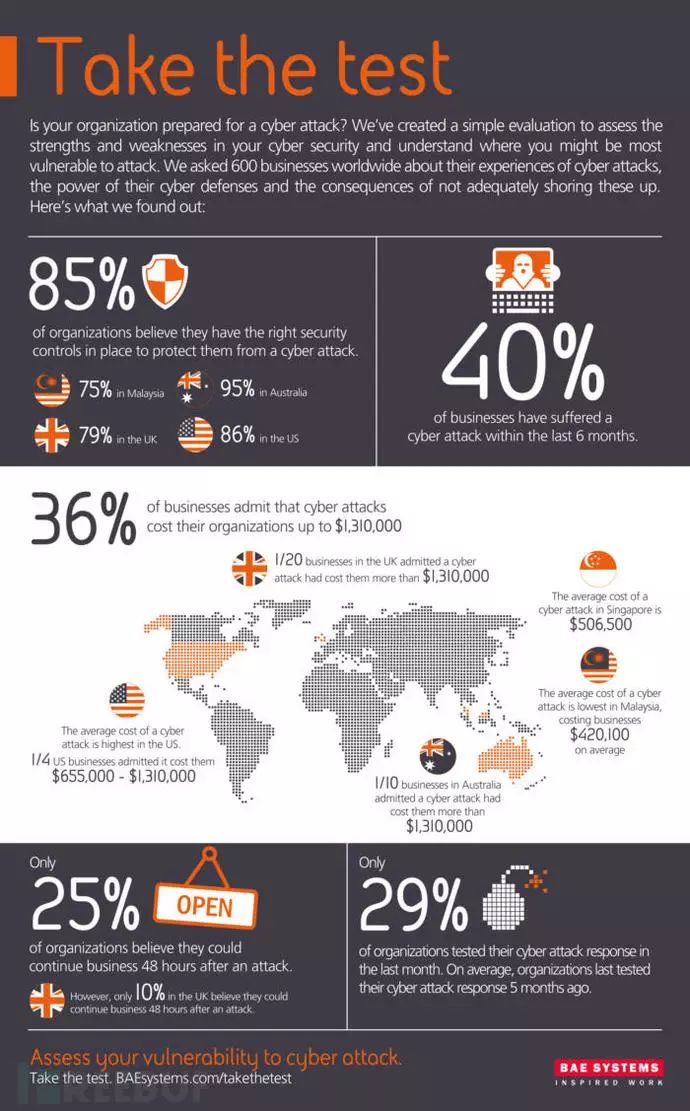 Take the test
Is your organization prepared for a cyber attack? We've created a simple evaluation to assess the
strengths and weaknesses in your cyber security and understand where you might be most
vulnerable to attack. We asked 600 businesses worldwide about their experiences of cyber attacks,
the power of their cyber defenses and the consequences of not adequately shoring these up.
Here's what we found out:
85%
of organizations believe they have the right security
controls in place to protect them from a cyber attack.
75% in Malaysia
95% in Australia
79% in the UK
86% in the US
40%
of businesses have suffered a
cyber attack within the last 6 months.
36%
of businesses admit that cyber attacks
cost their organizations up to $1,310,000
1/20 businesses in the UK admitted a cyber
attack had cost them more than $1,310,000
The average cost of a
cyber attack in Singapore is
$506,500
The average cost of a cyber
attack is lowest in Malaysia,
costing businesses
$420,100
on average
The average cost of a cyber
attack is highest in the US.
1/4 US businesses admitted it cost them
$655,000 - $1,310,000
1/10 businesses in Australia
admitted a cyber attack had
cost them more than
$1,310,000
Only
25%
OPEN
of organizations believe they could
continue business 48 hours after an attack.
However, only 10% in the UK believe they could
continue business 48 hours after an attack.
Only
29%
of organizations tested their cyber attack response in
the last month. On average, organizations last tested
their cyber attack response 5 months ago.
Assess your vulnerability to cyber attack.
Take the test. BAEsystems.com/takethetest
BAE SYSTEMS
INSPIRED WORK